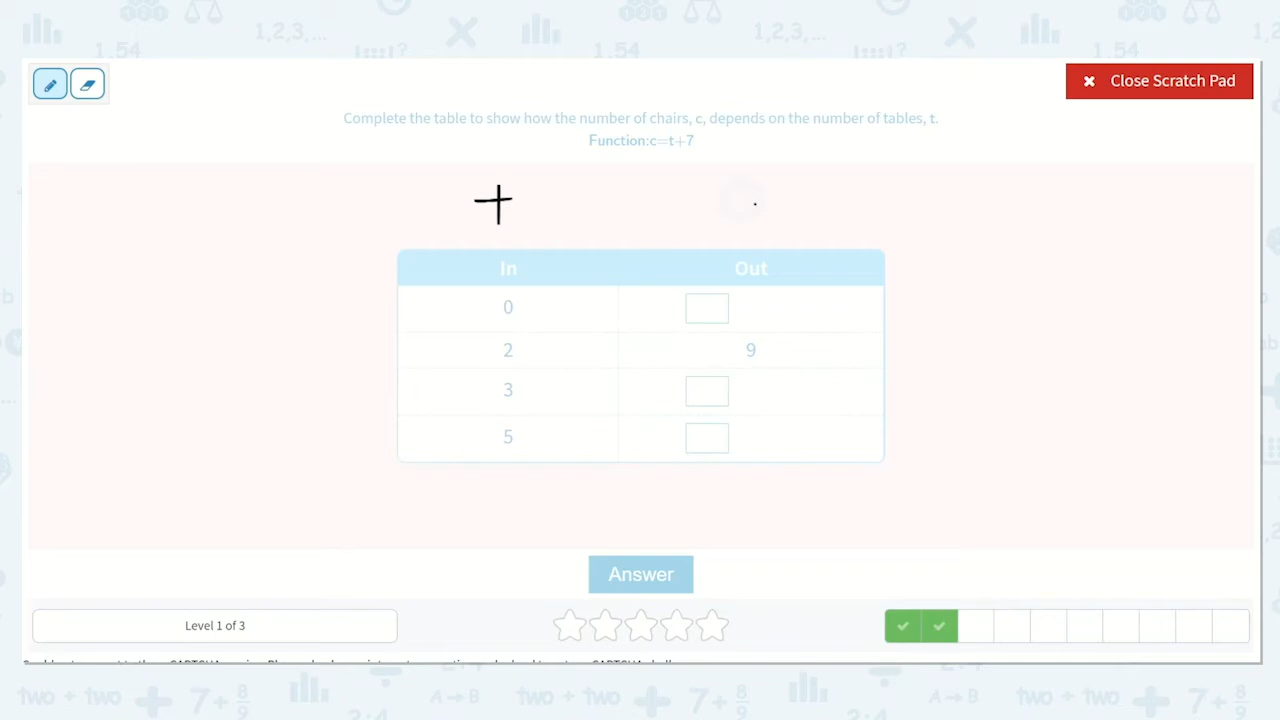 Close Scratch Pad
Complete the table to show how the number of chairs, c, depends on the number of tables, t.
Function:c=t+7
t
In Out
0
2 9
3
5
Answer
Level 1 of 3